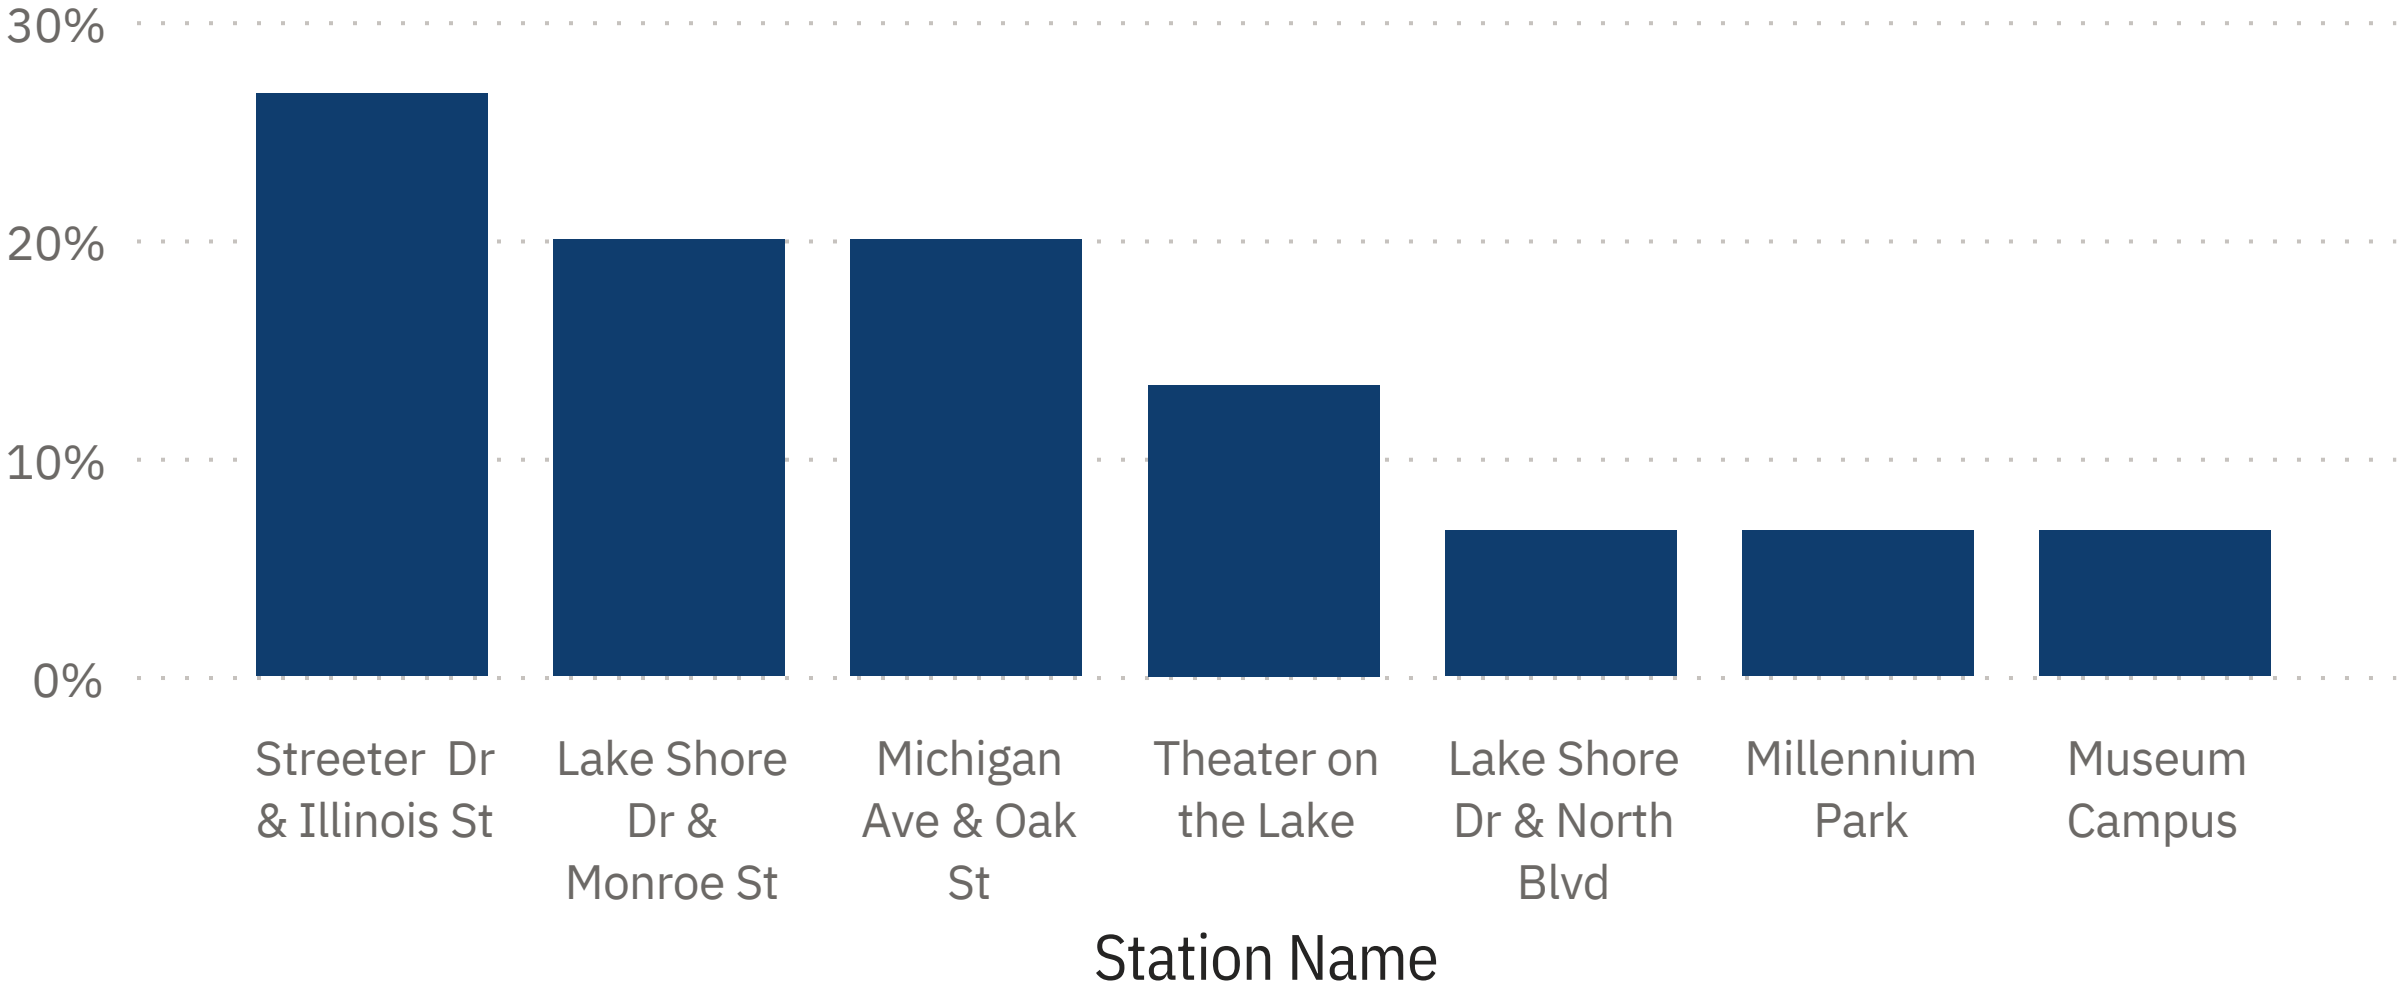 30%
20%
10%
0%
Streeter Dr
& Illinois St
Lake Shore
Dr &
Monroe St
Michigan
Ave & Oak
St
Theater on
the Lake
Lake Shore
Dr & North
Blvd
Millennium
Park
Museum
Campus
Station Name